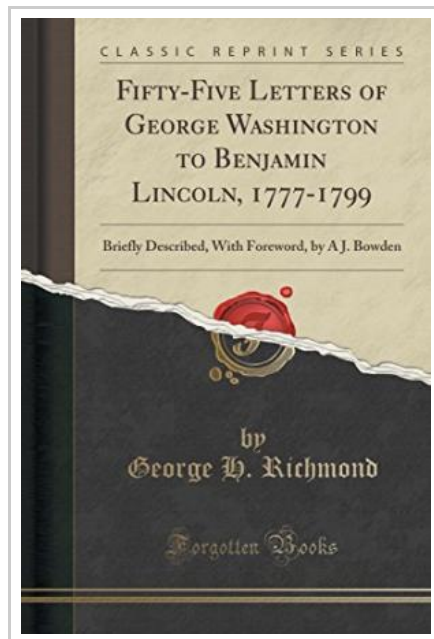 CLASSIC REPRINT SERIES
FIFTY-FIVE LETTERS OF
GEORGE WASHINGTON
TO BENJAMIN
LINCOLN, 1777-1799
Briefly Described, With Foreword, by A J. Bowden
by
George H. Richmond
Forgotten Books